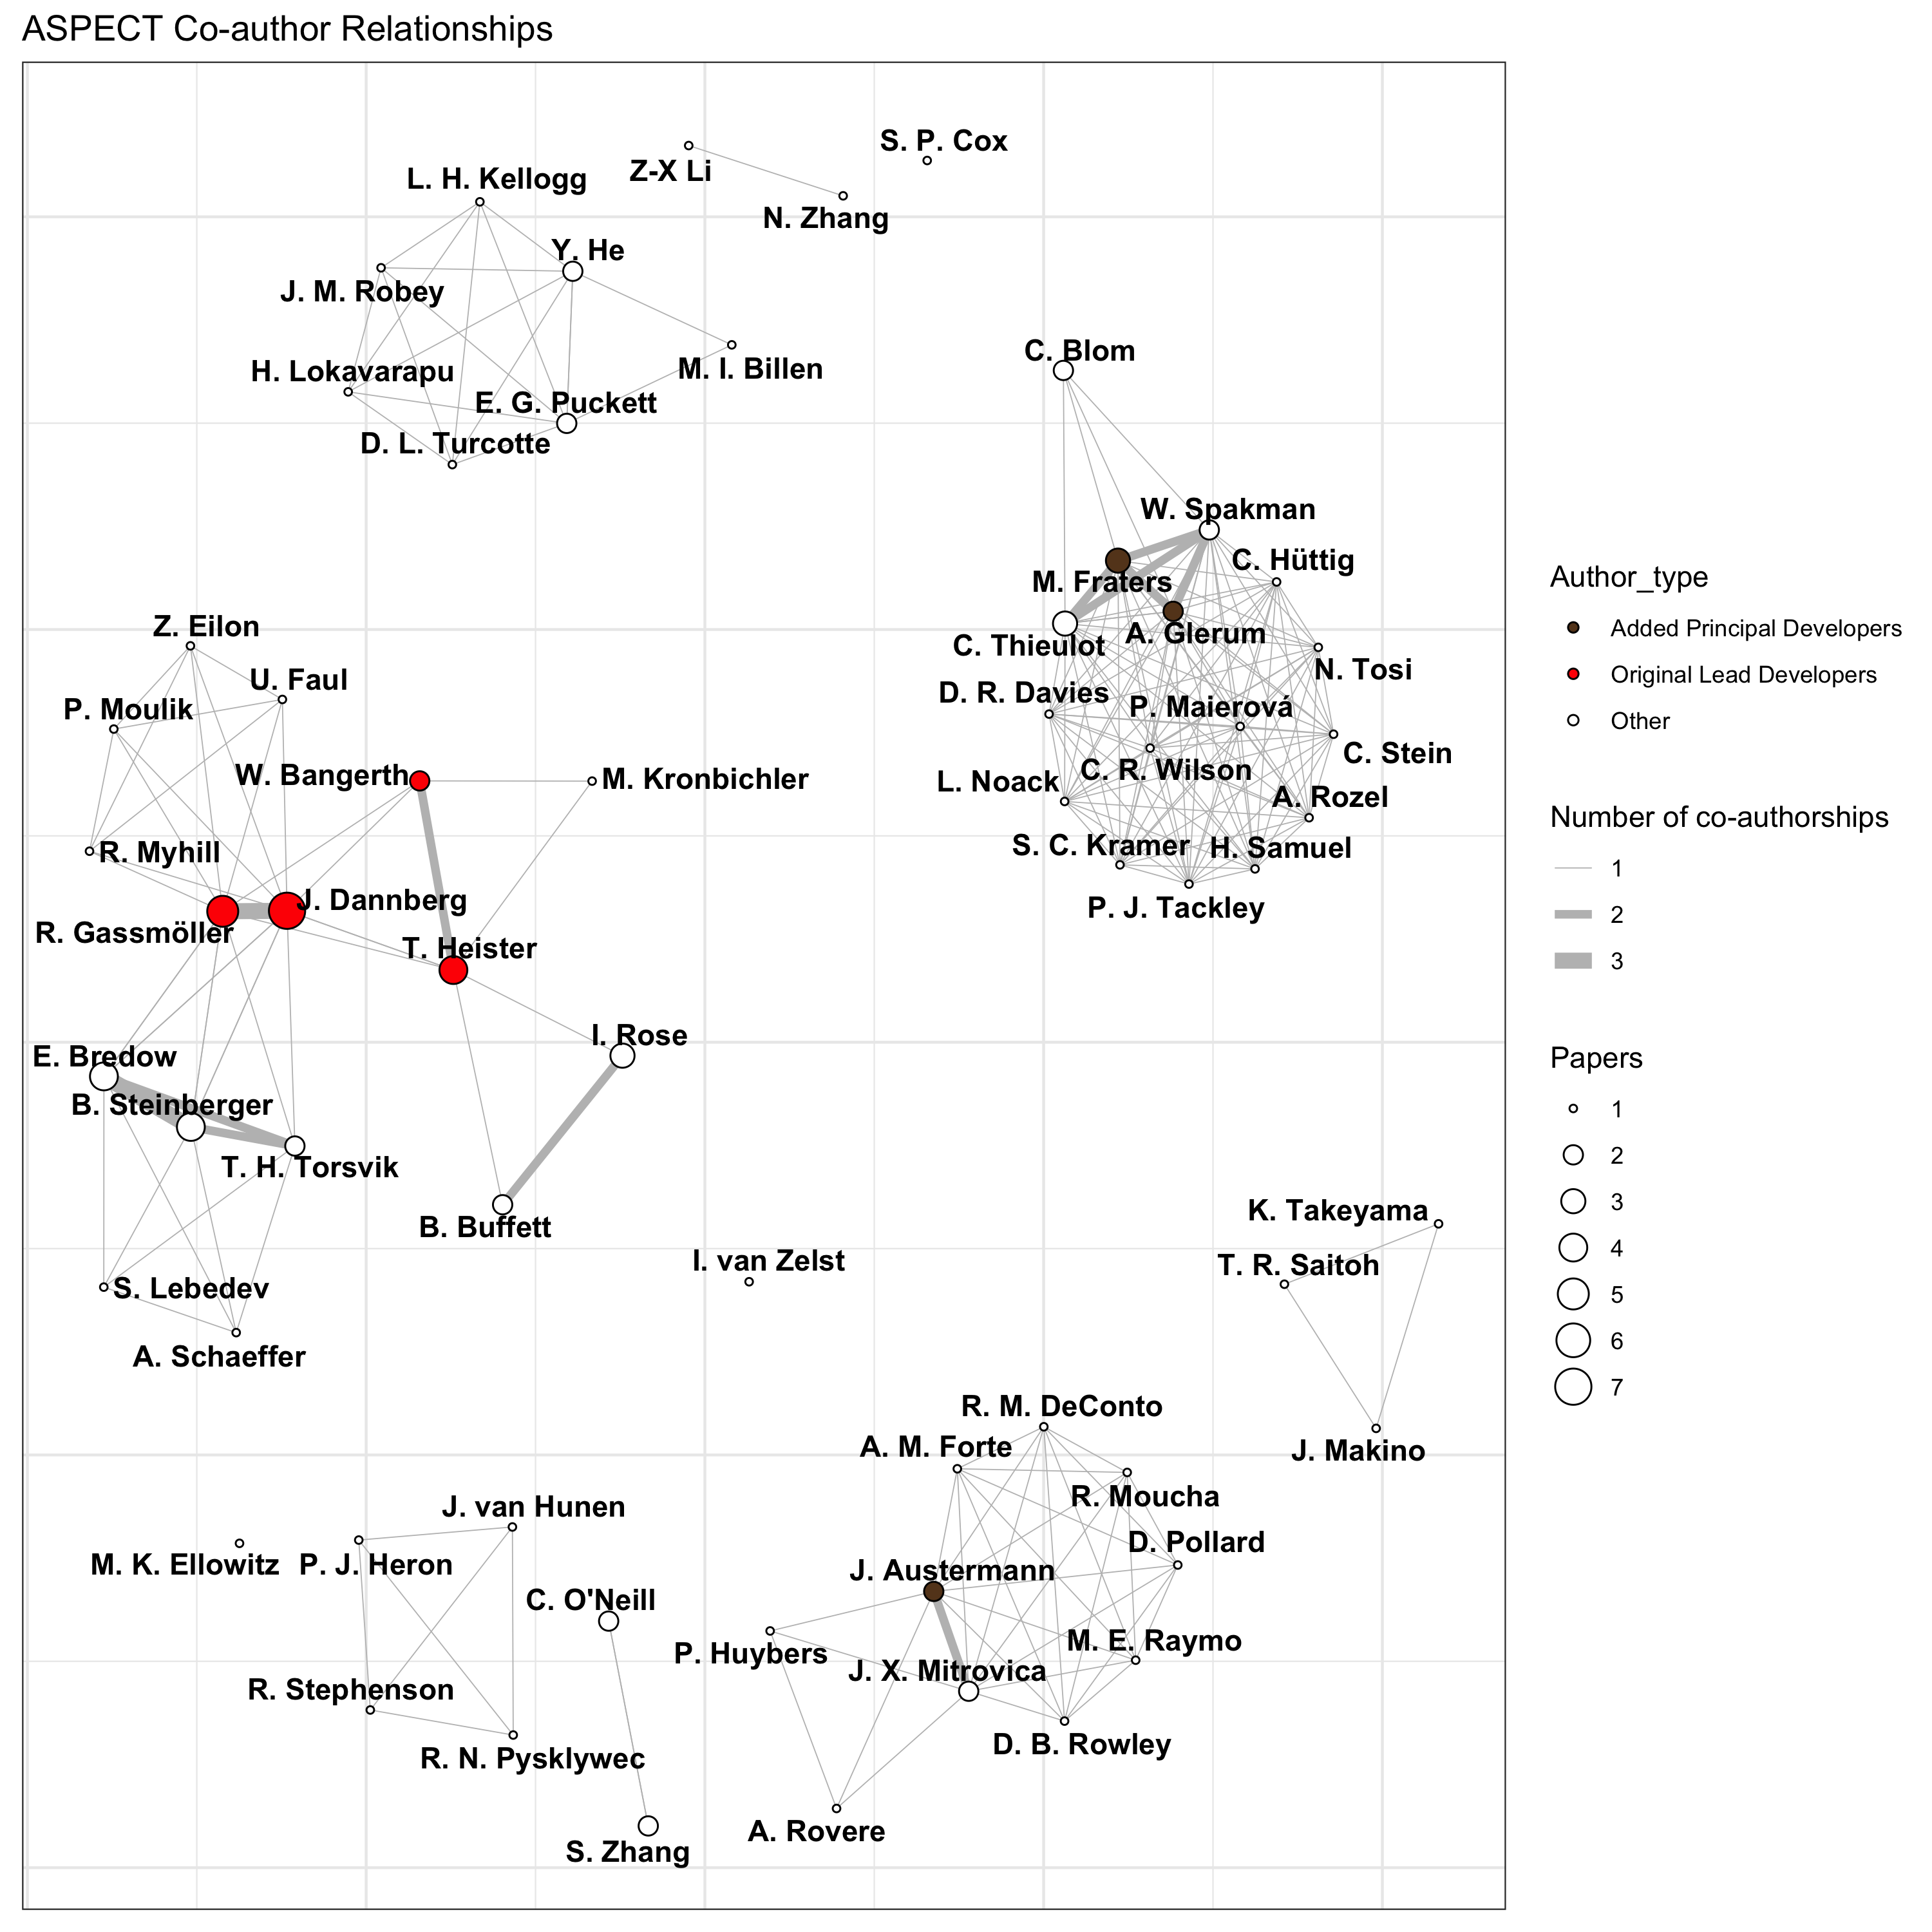 ASPECT Co-author Relationships
S. P. Cox
Z-X Li
L. H. Kellogg
N. Zhang
Y. He
J. M. Robey
C. Blom
M. I. Billen
H. Lokavarapu
E. G. Puckett
D. L. Turcotte
W. Spakman
C. Hüttig
M. Fraters
A. Glerum
C. Thieulot
N. Tosi
D. R. Davies
P. Maierová
C. Stein
C. R. Wilson
L. Noack
A. Rozel
S. C. Kramer
H. Samuel
P. J. Tackley
Z. Eilon
U. Faul
P. Moulik
W. Bangerth
M. Kronbichler
R. Myhill
J. Dannberg
R. Gassmöller
T. Heister
I. Rose
E. Bredow
B. Steinberger
T. H. Torsvik
B. Buffett
I. van Zelst
S. Lebedev
A. Schaeffer
K. Takeyama
T. R. Saitoh
J. Makino
R. M. DeConto
A. M. Forte
R. Moucha
D. Pollard
J. Austermann
M. E. Raymo
P. Huybers
J. X. Mitrovica
D. B. Rowley
A. Rovere
J. van Hunen
M. K. Ellowitz
P. J. Heron
C. O'Neill
R. Stephenson
R. N. Pysklywec
S. Zhang
Author_type
Added Principal Developers
Original Lead Developers
Other
Number of co-authorships
1
2
3
Papers
1
2
3
4
5
6
7